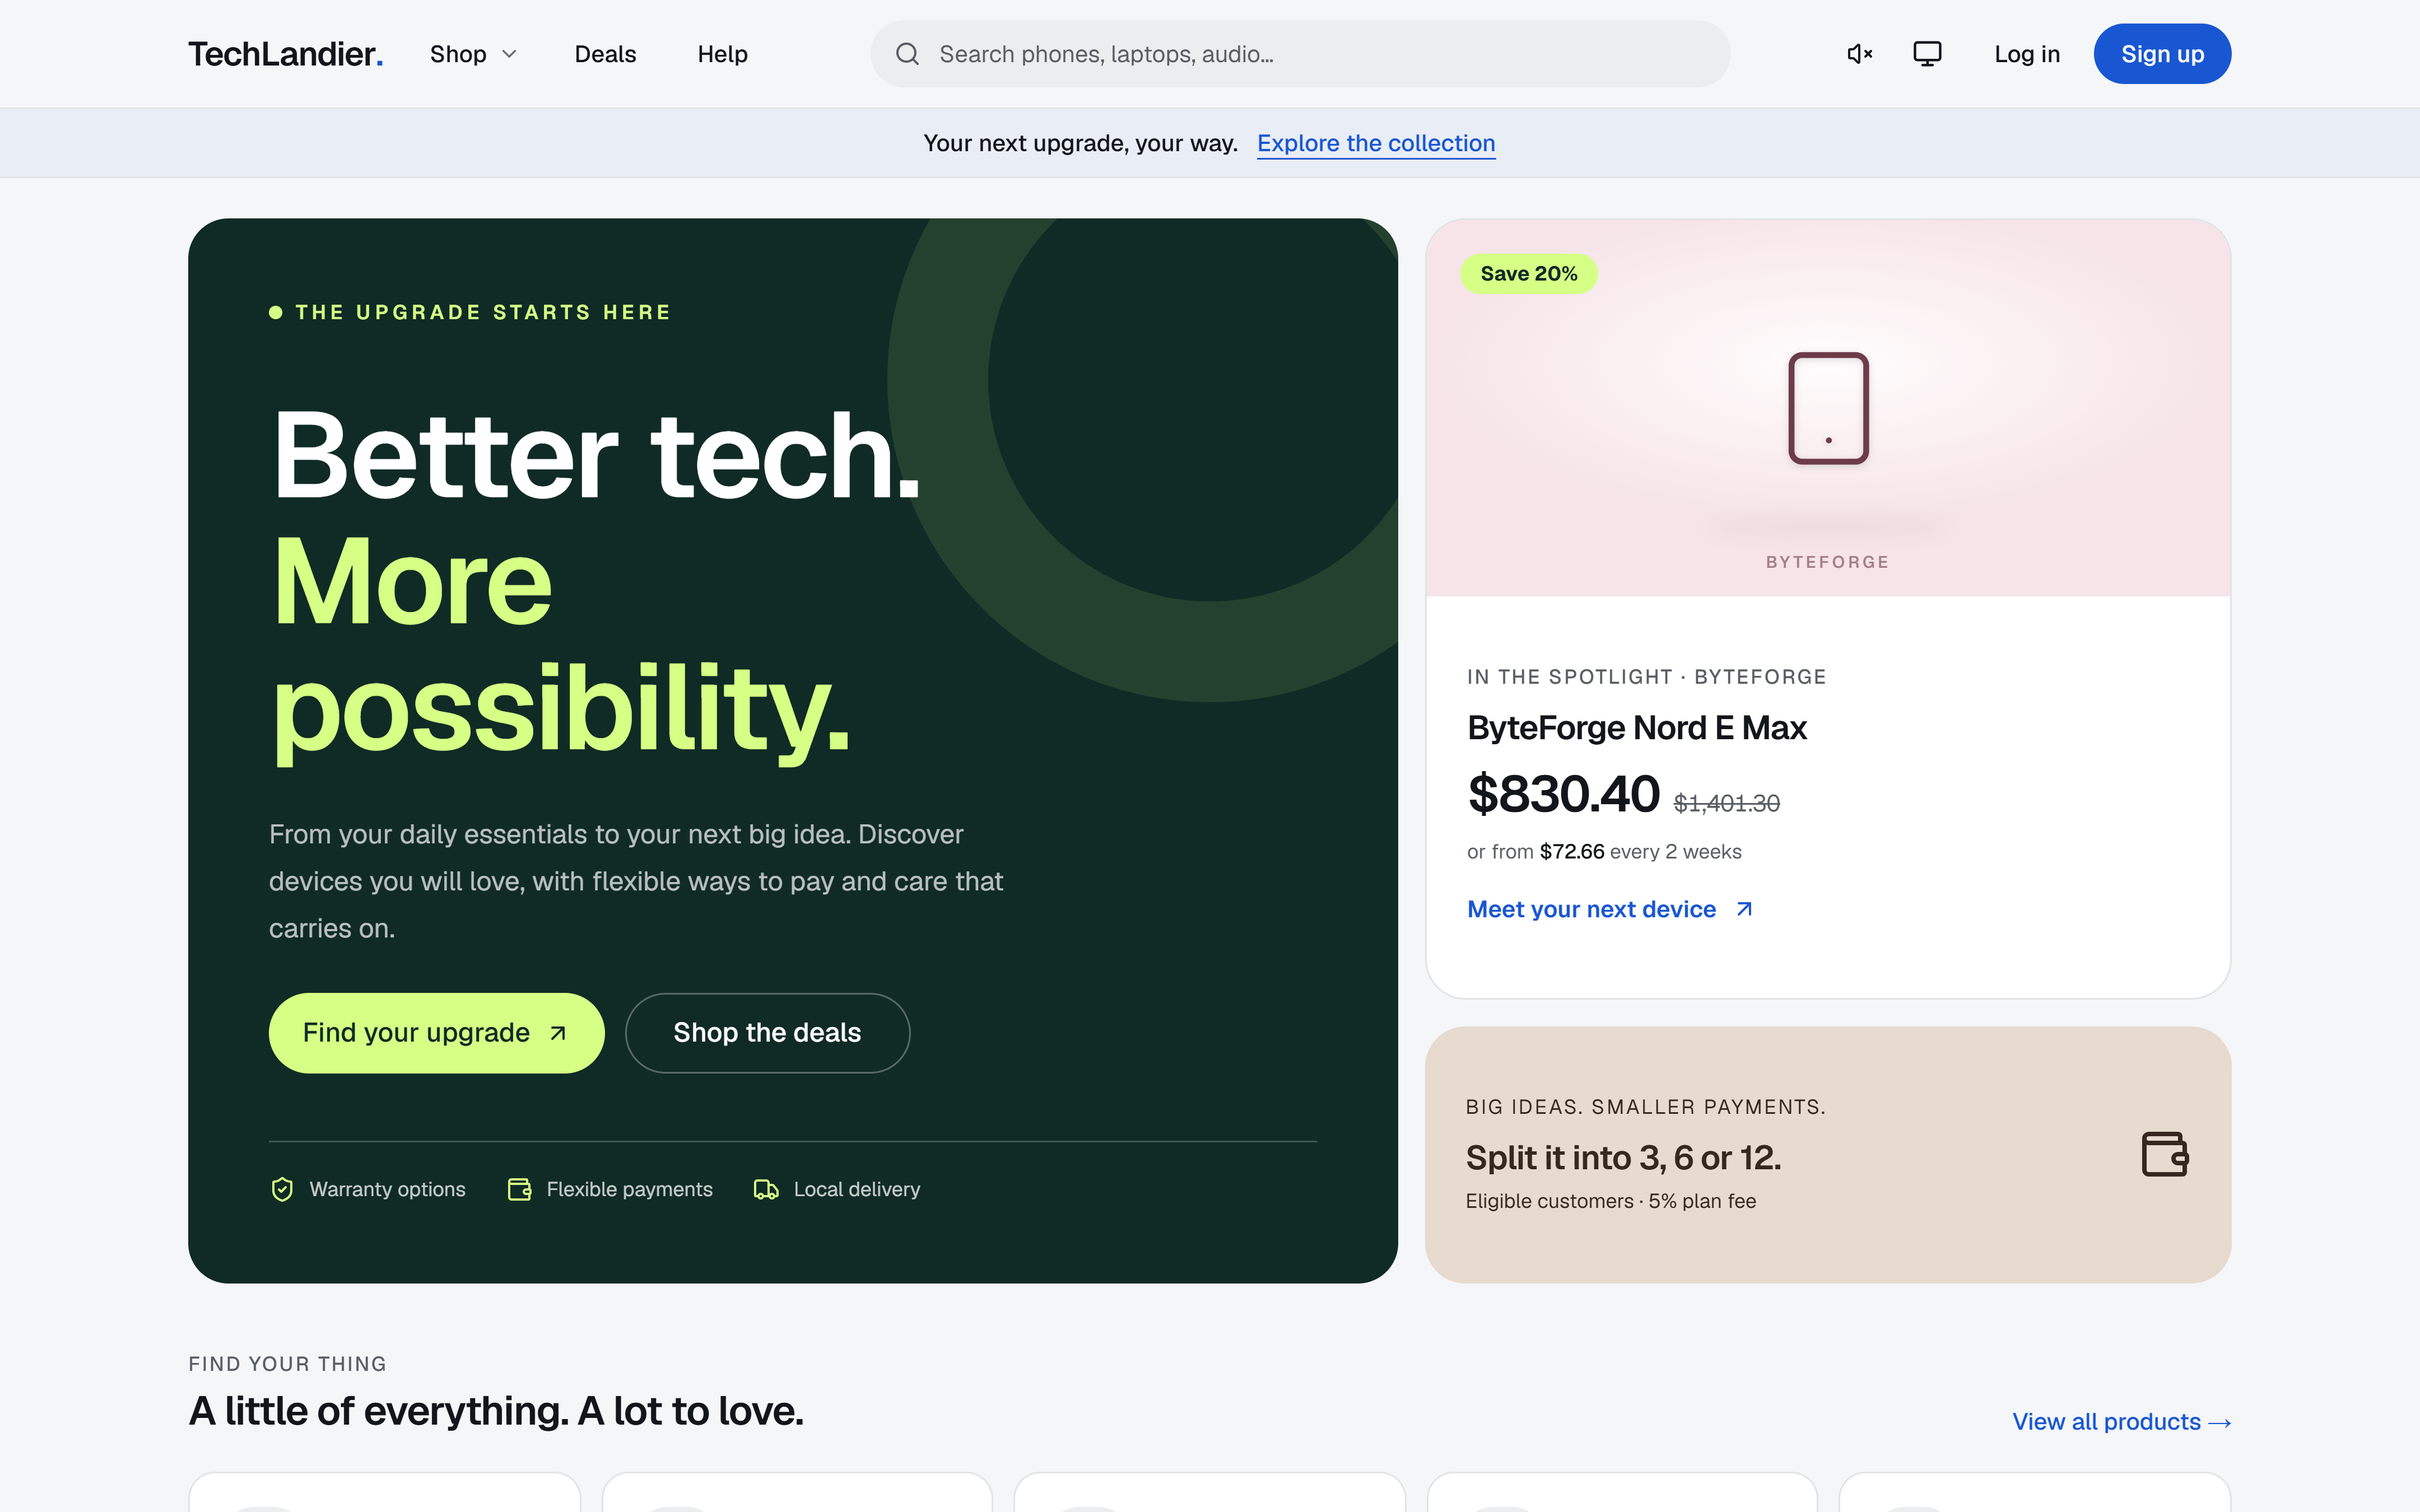 TechLandier.
Shop
Deals
Help
Search phones, laptops, audio...
Log in
Sign up
Your next upgrade, your way. Explore the collection
THE UPGRADE STARTS HERE
Better tech.
More
possibility.
From your daily essentials to your next big idea. Discover
devices you will love, with flexible ways to pay and care that
carries on.
Find your upgrade
Shop the deals
Warranty options
Flexible payments
Local delivery
Save 20%
BYTEFORGE
IN THE SPOTLIGHT · BYTEFORGE
ByteForge Nord E Max
$830.40 $1,401.30
or from $72.66 every 2 weeks
Meet your next device
BIG IDEAS. SMALLER PAYMENTS.
Split it into 3, 6 or 12.
Eligible customers · 5% plan fee
FIND YOUR THING
A little of everything. A lot to love.
View all products →